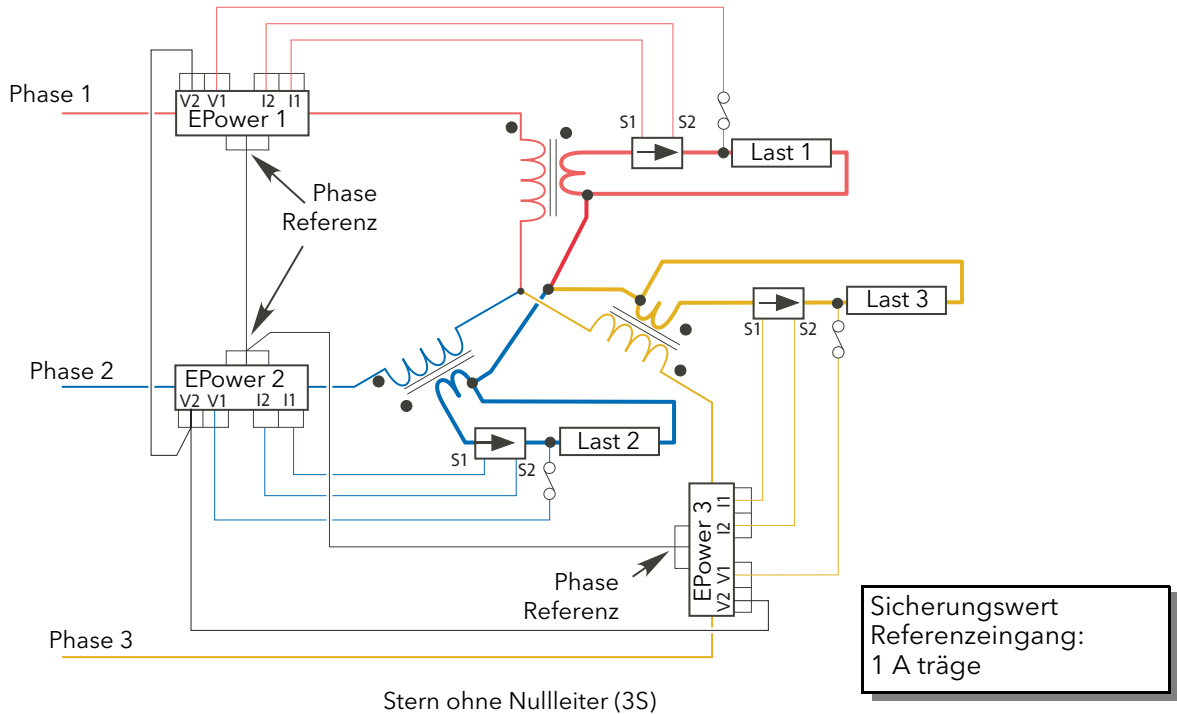 Phase 1
V2 V1 I2 I1
EPower 1
S1 S2
Last 1
Phase
Referenz
S1 S2
Last 3
Phase 2
EPower 2
V2 V1 I2 I1
S1 S2
Last 2
EPower 3
I1
I2
V1
V2
Phase
Referenz
Phase 3
Sicherungswert
Referenzeingang:
1 A träge
Stern ohne Nullleiter (3S)